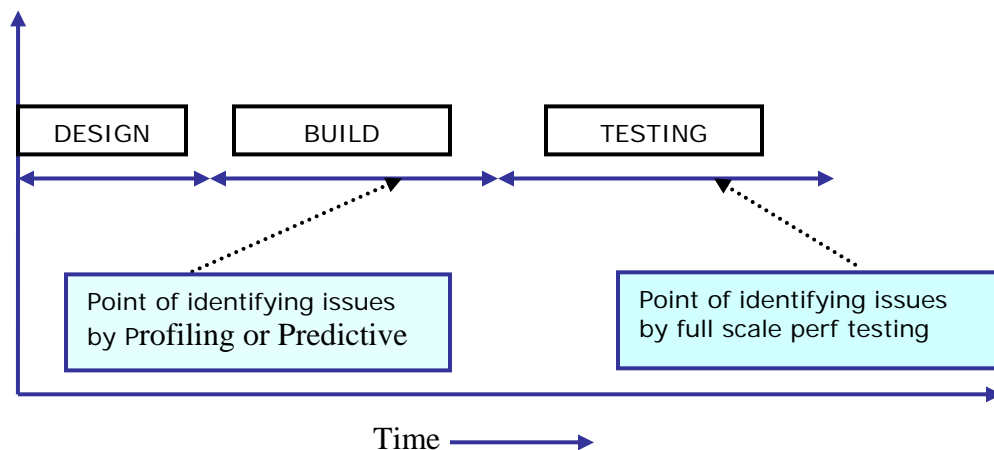 DESIGN
BUILD
TESTING
Point of identifying issues
by Profiling or Predictive
Point of identifying issues
by full scale perf testing
Time